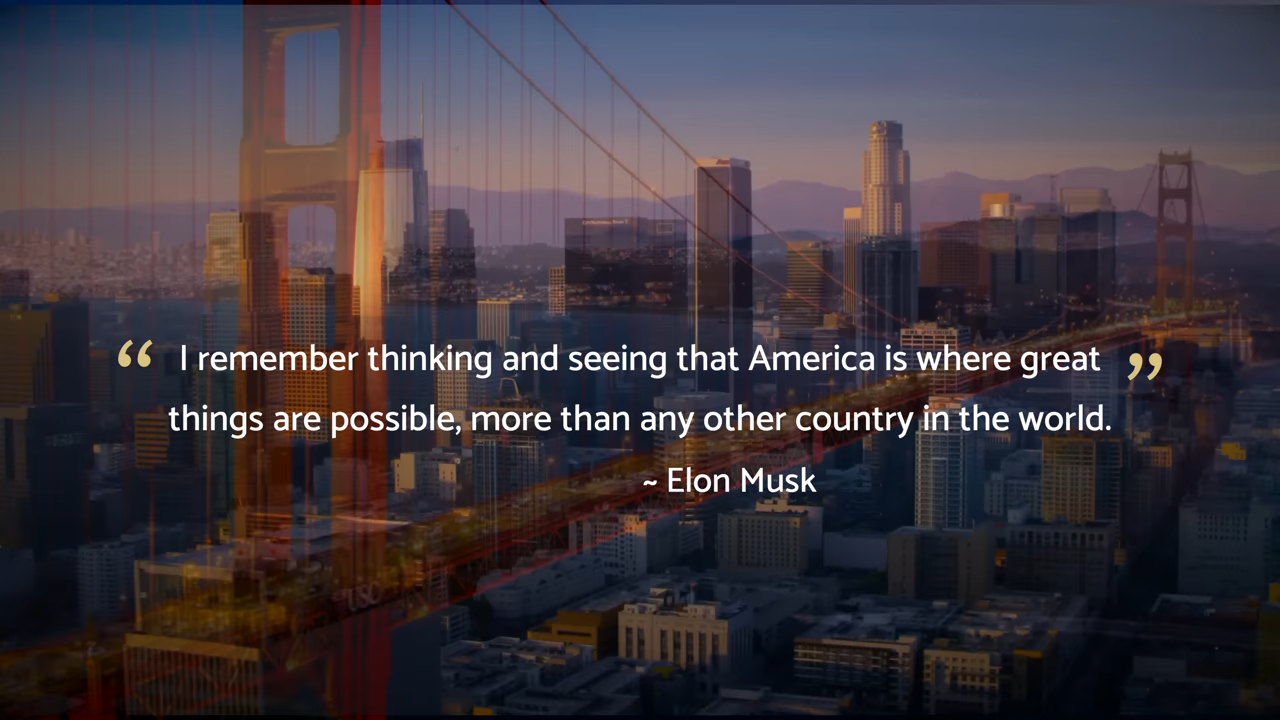 “ I remember thinking and seeing that America is where great ”
things are possible, more than any other country in the world.
~ Elon Musk